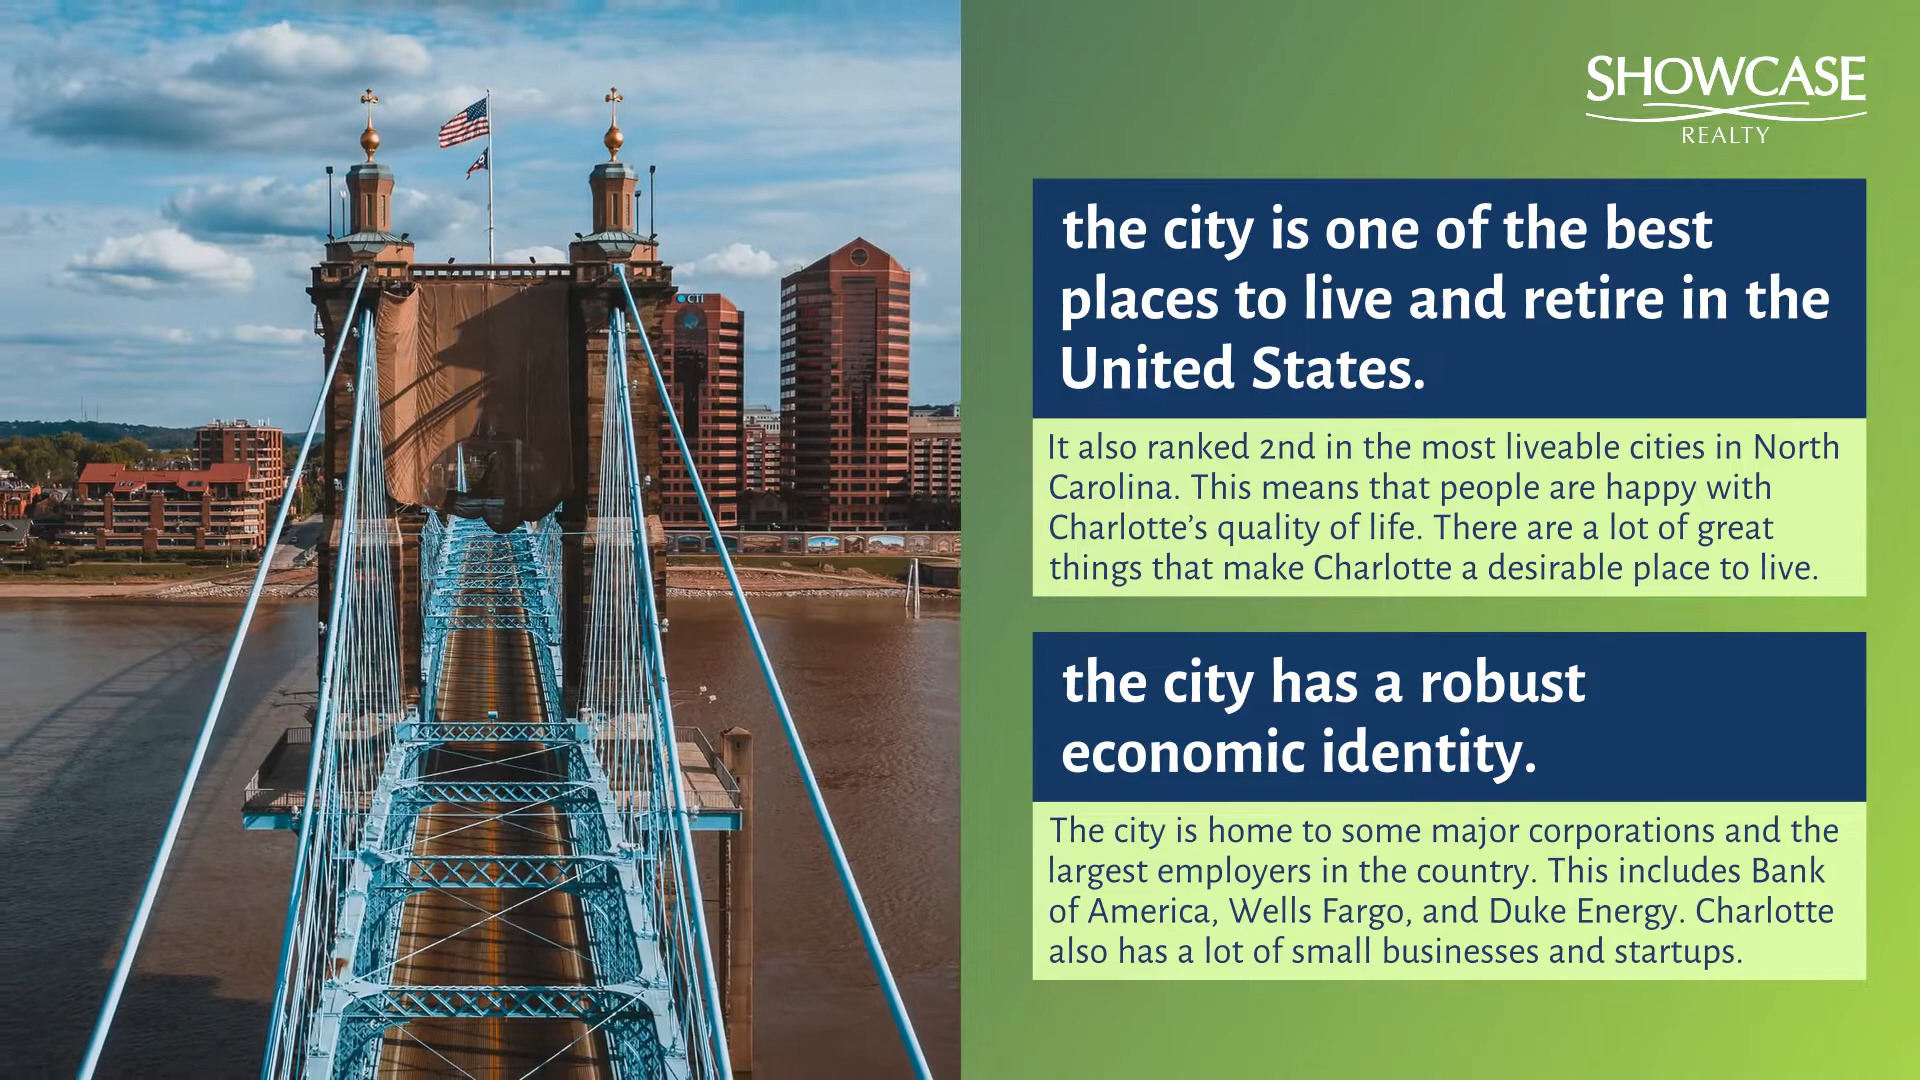 SHOWCASE
REALTY
the city is one of the best
places to live and retire in the
United States.
It also ranked 2nd in the most liveable cities in North
Carolina. This means that people are happy with
Charlotte’s quality of life. There are a lot of great
things that make Charlotte a desirable place to live.
the city has a robust
economic identity.
The city is home to some major corporations and the
largest employers in the country. This includes Bank
of America, Wells Fargo, and Duke Energy. Charlotte
also has a lot of small businesses and startups.
CTI